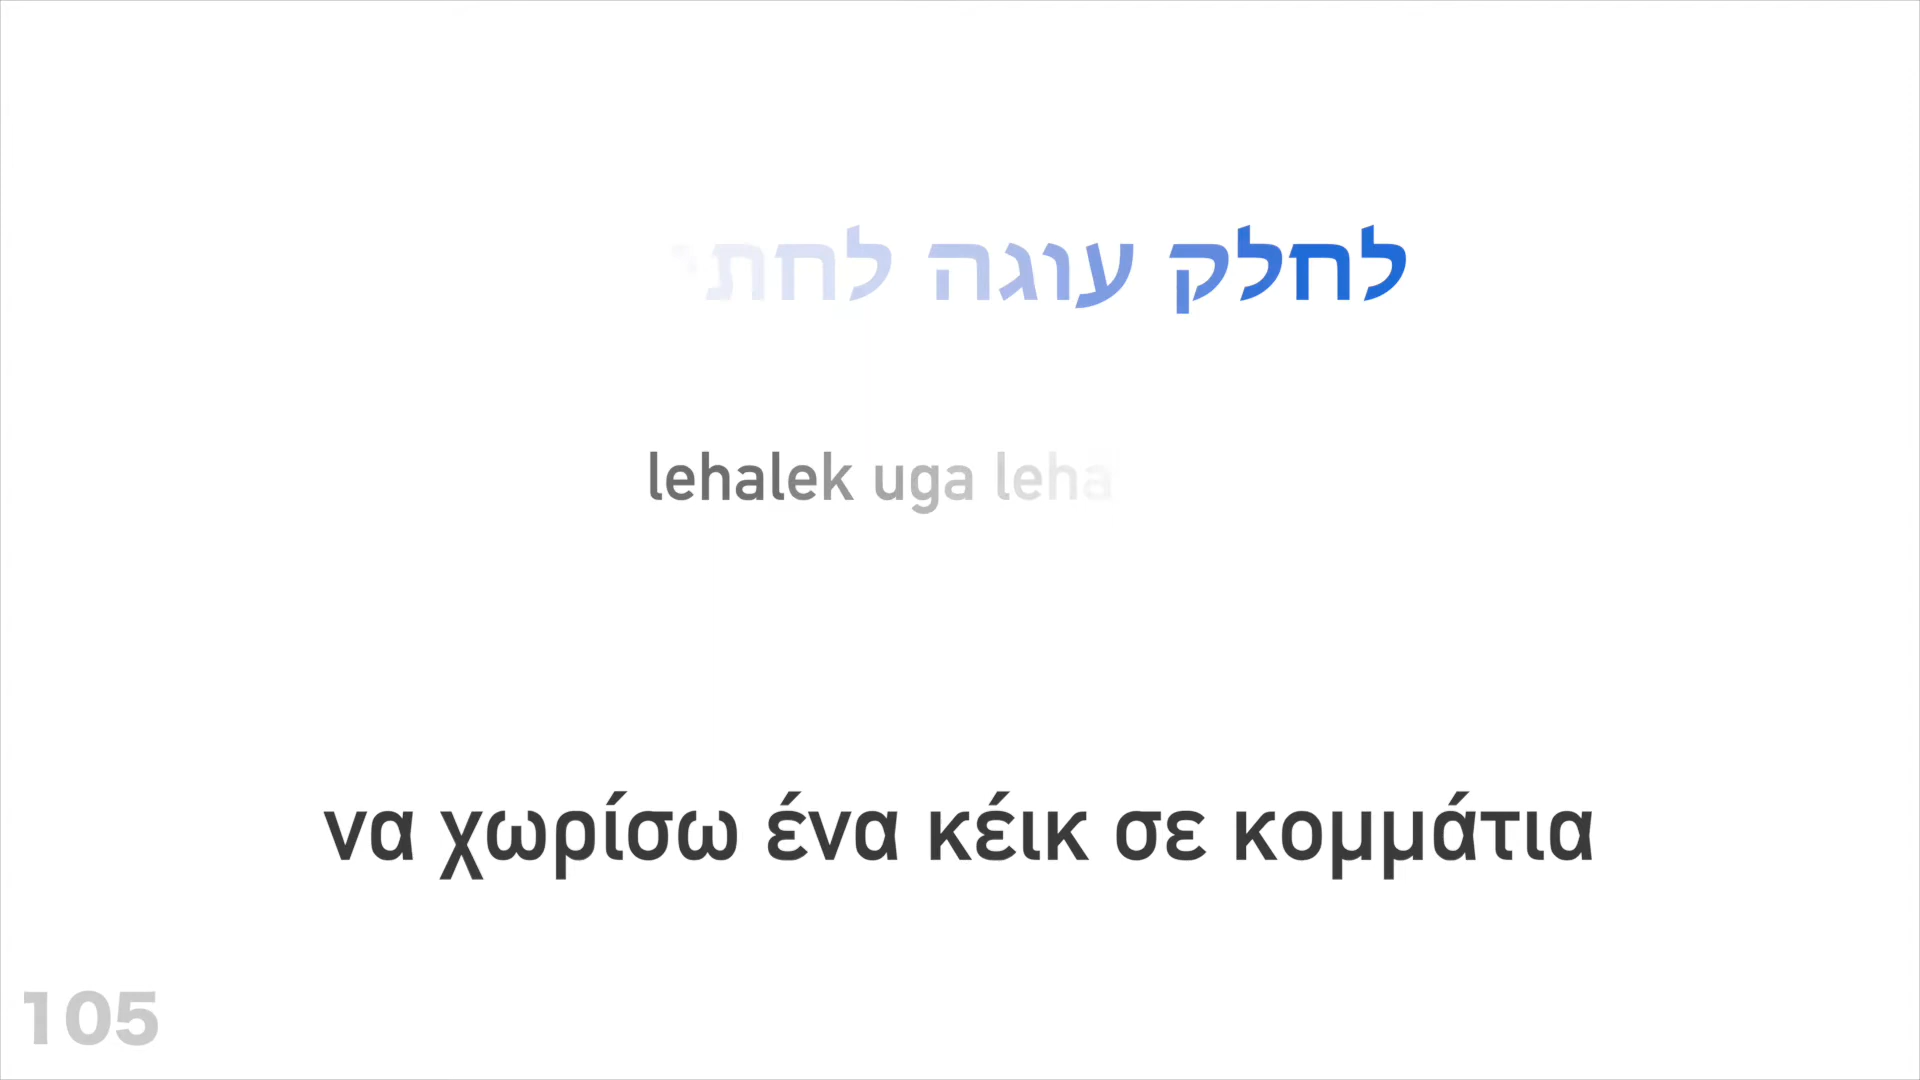 לחלק עוגה
lehalek uga
να χωρίσω ένα κέικ σε κομμάτια
105